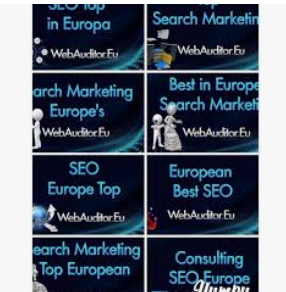 SEO Top
in Europa
WebAuditor.Eu
Search Marketin
WebAuditor.Eu
arch Marketing
Europe's
WebAuditor.Eu
Best in Europe
Search Marketi
WebAuditor.Eu
SEO
Europe Top
WebAuditor.Eu
European
Best SEO
WebAuditor.Eu
earch Marketing
Top European
Consulting
SEO Europe
Yumpu